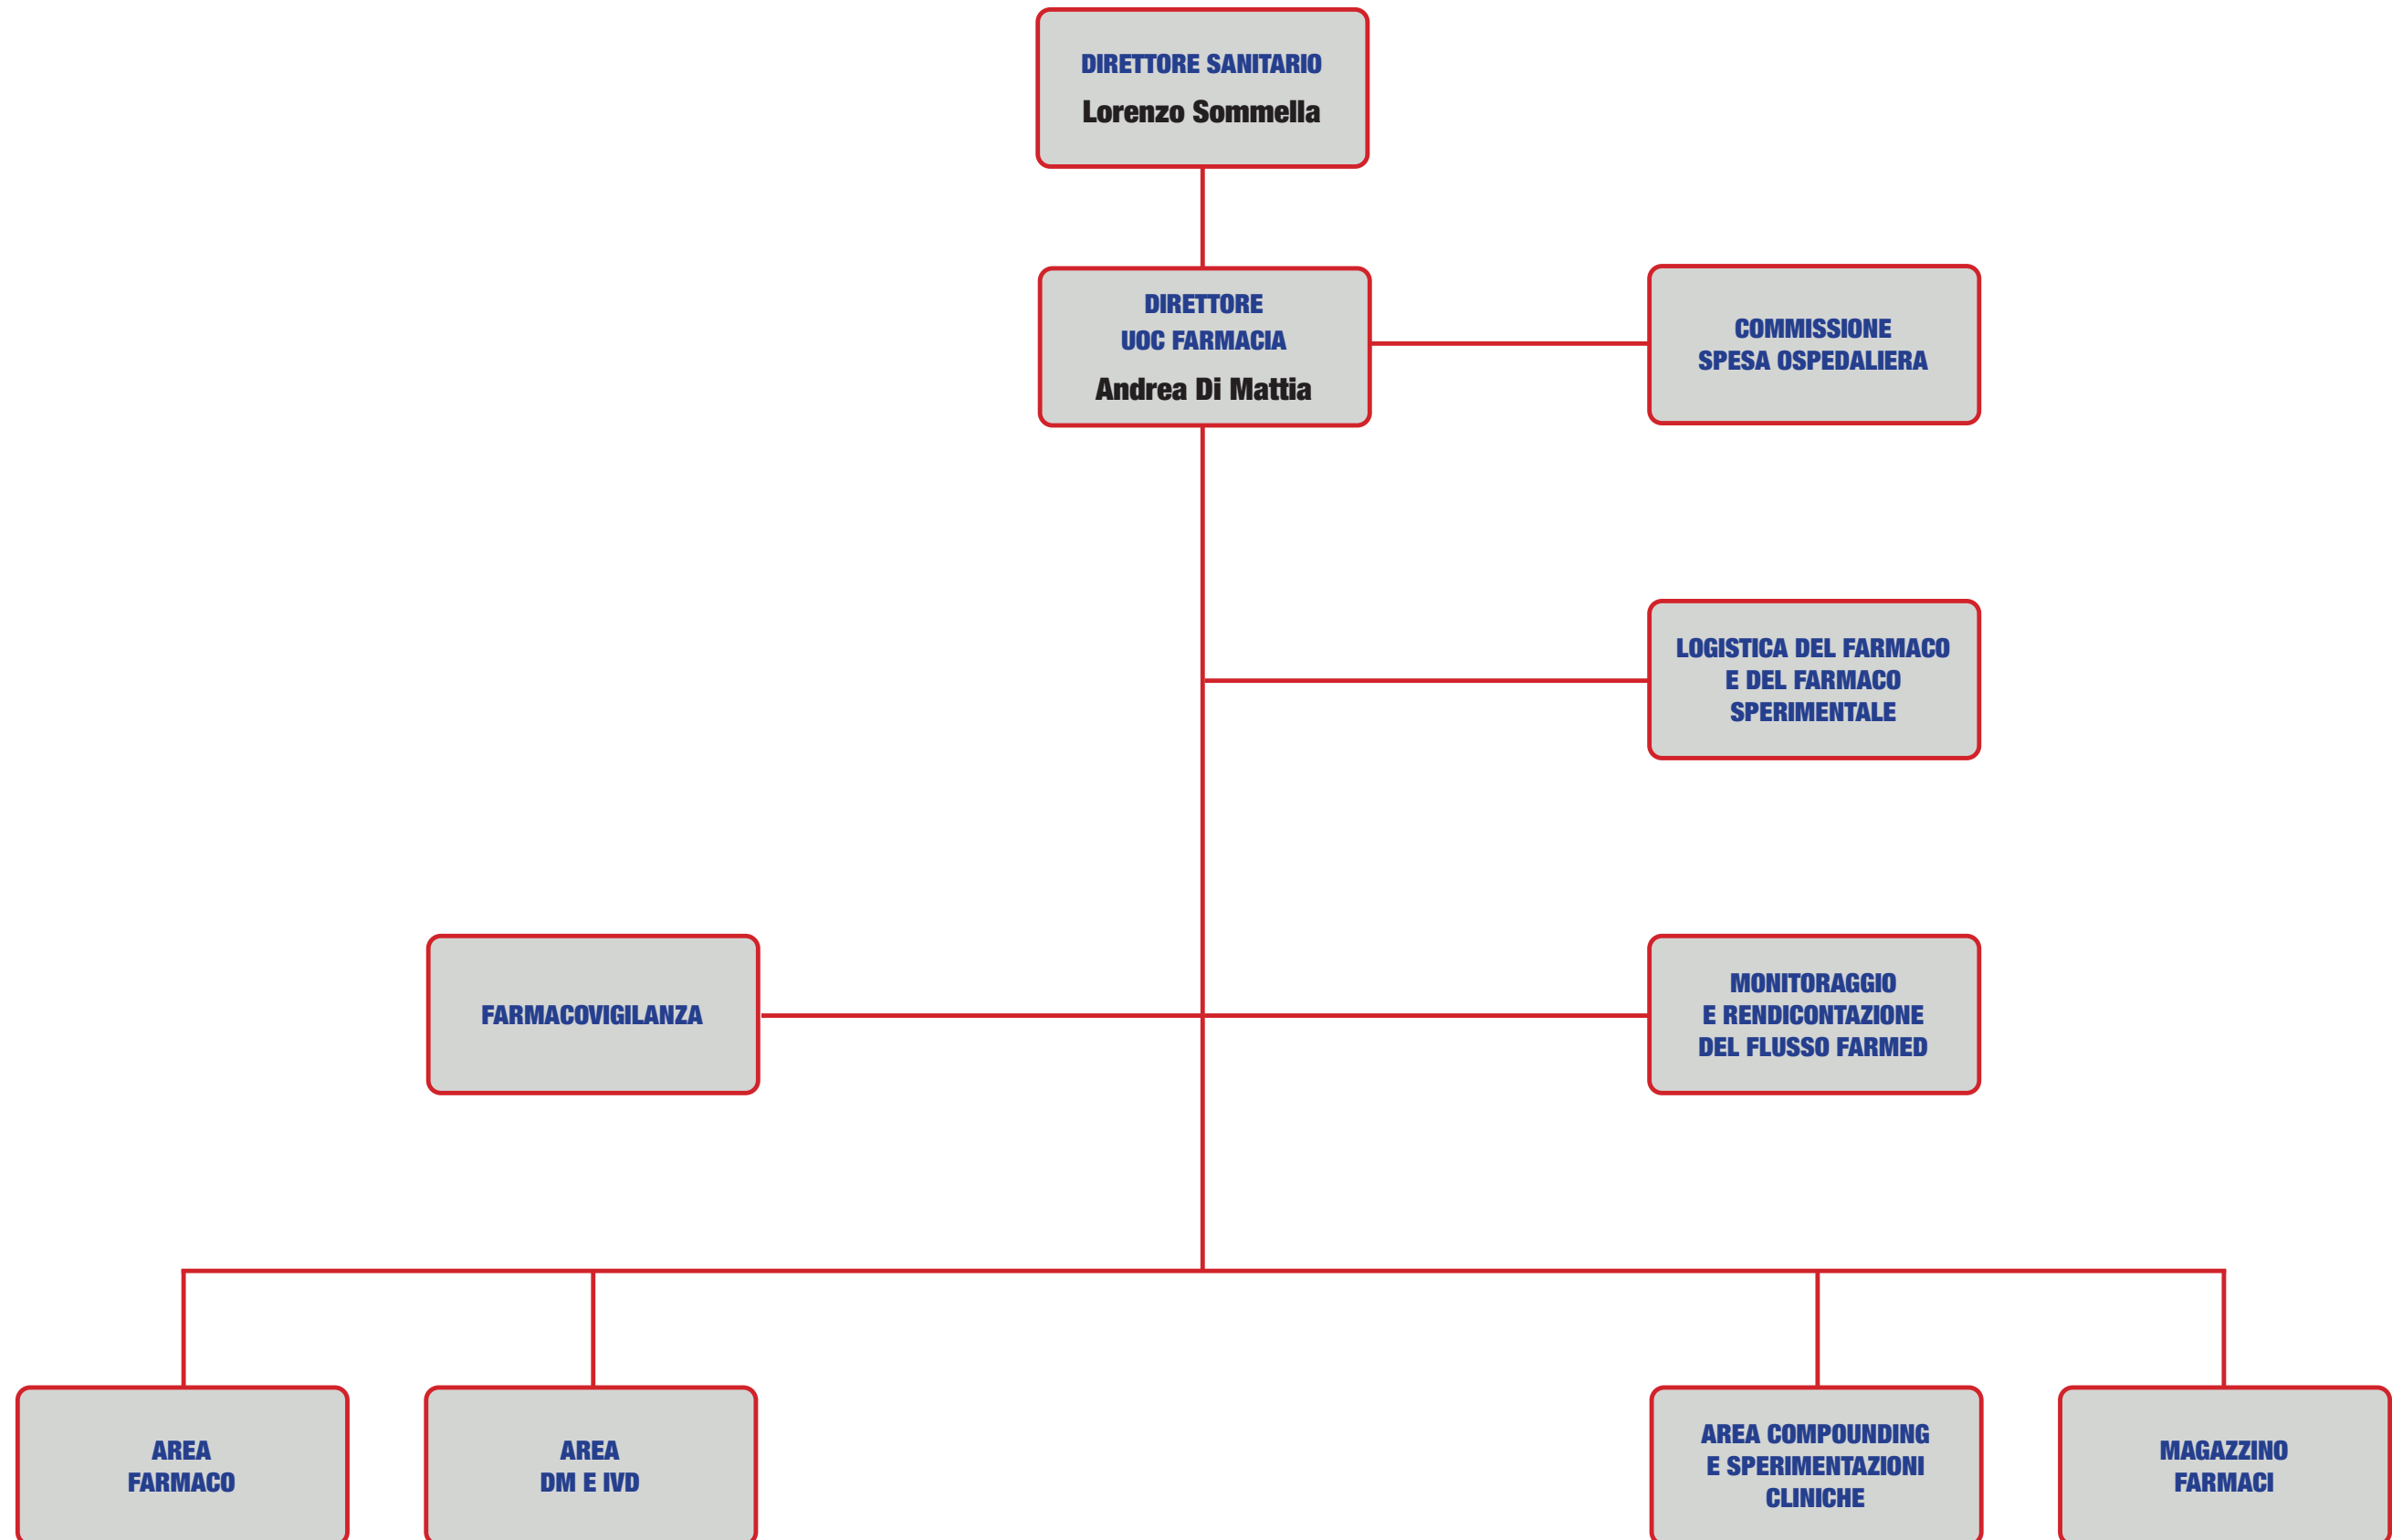 DIRETTORE SANITARIO
Lorenzo Sommella
DIRETTORE
UOC FARMACIA
Andrea Di Mattia
COMMISSIONE
SPESA OSPEDALIERA
LOGISTICA DEL FARMACO
E DEL FARMACO
SPERIMENTALE
FARMACOVIGILANZA
MONITORAGGIO
E RENDICONTAZIONE
DEL FLUSSO FARMED
AREA
FARMACO
AREA
DM E IVD
AREA COMPOUNDING
E SPERIMENTAZIONI
CLINICHE
MAGAZZINO
FARMACI